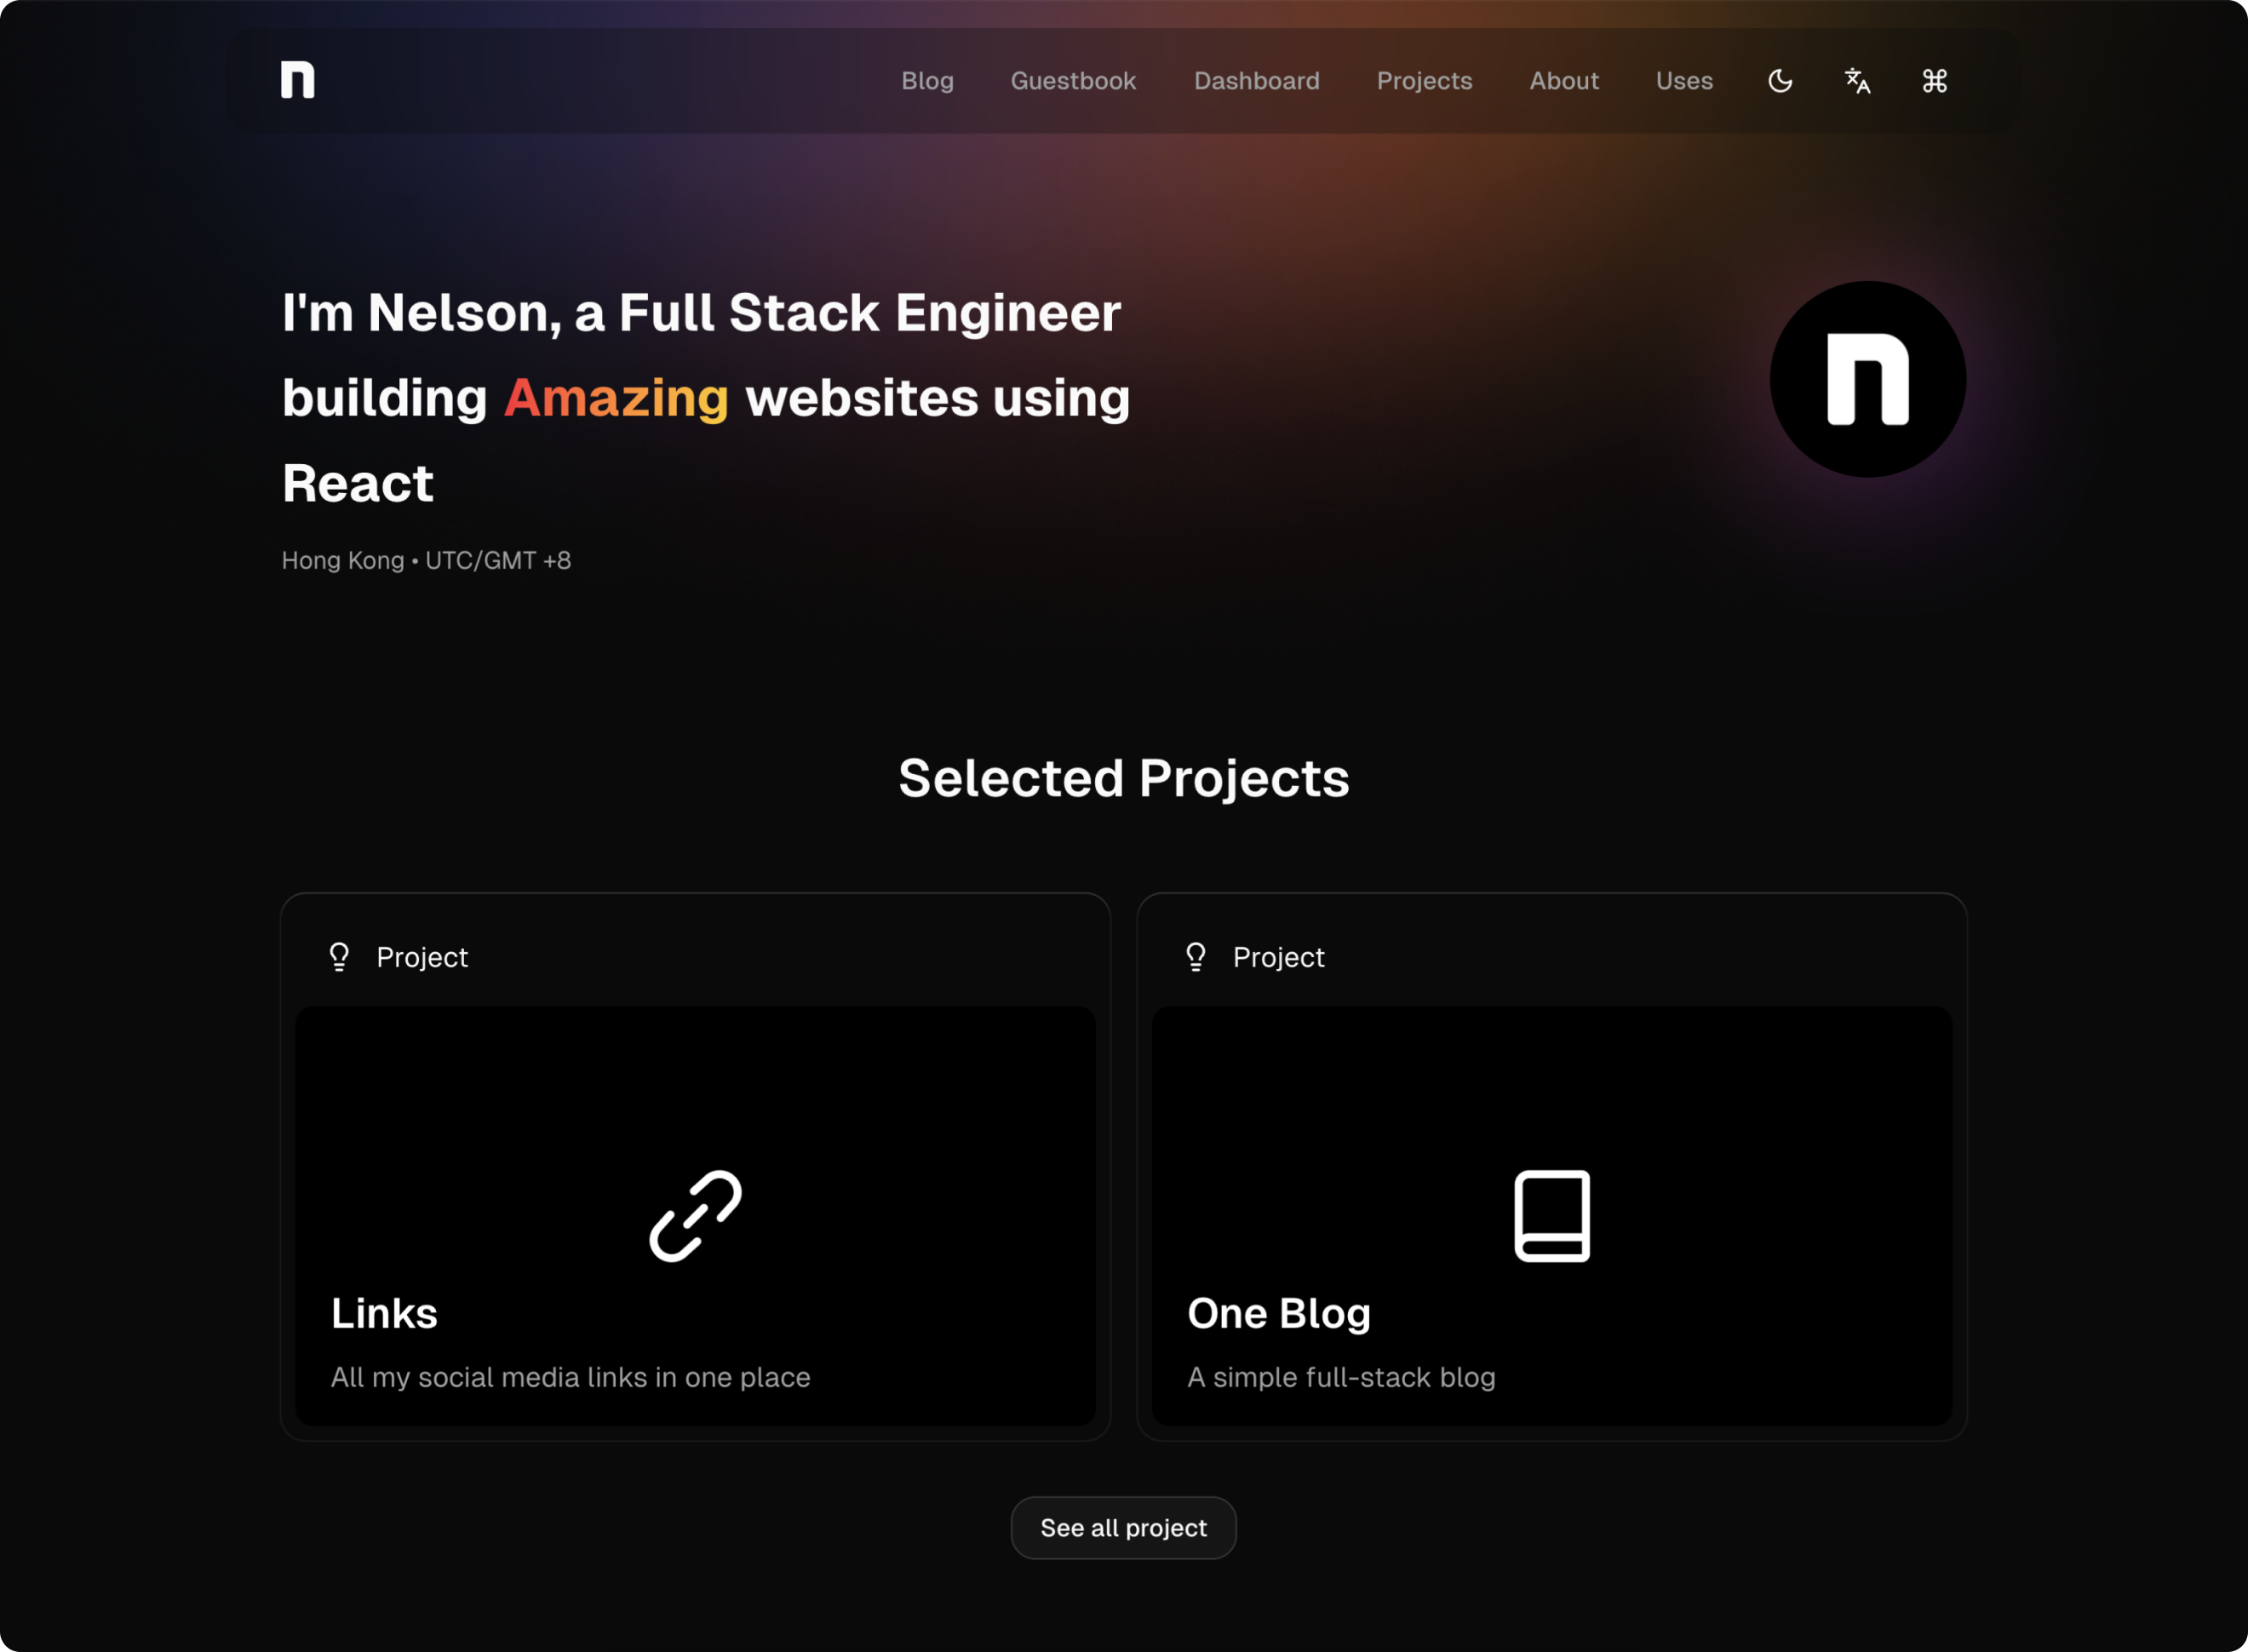 n
Blog
Guestbook
Dashboard
Projects
About
Uses
I'm Nelson, a Full Stack Engineer
building Amazing websites using
React
Hong Kong • UTC/GMT +8
n
Selected Projects
Project
Project
Links
All my social media links in one place
One Blog
A simple full-stack blog
See all project